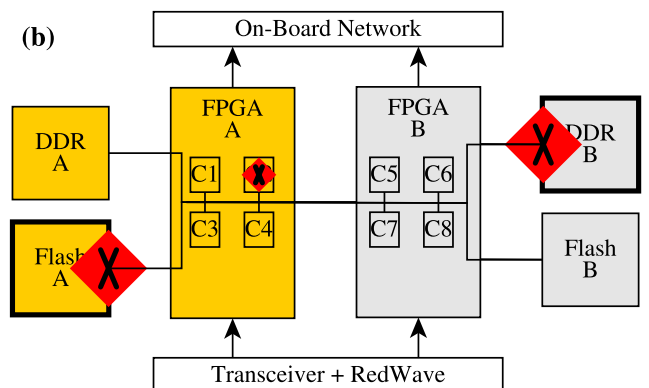 (b)
On-Board Network
FPGA
A
FPGA
B
DDR
A
DDR
B
C1
C5
C6
C3
C4
C7
C8
Flash
A
Flash
B
Transceiver + RedWave